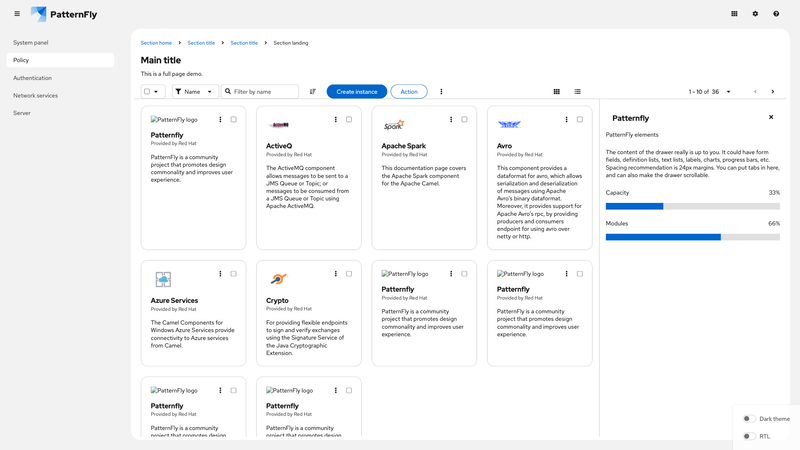 PatternFly
System panel
Policy
Authentication
Network services
Server
Section home
Section title
Section title
Section landing
Main title
This is a full page demo.
Name
Filter by name
Create instance
Action
1 - 10 of 36
PatternFly logo
Patternfly
Provided by Red Hat
PatternFly is a community
project that promotes design
commonality and improves user
experience.
ActiveQ
Provided by Red Hat
The ActiveMQ component
allows messages to be sent to a
JMS Queue or Topic; or
messages to be consumed from
a JMS Queue or Topic using
Apache ActiveMQ.
Spark
Apache Spark
Provided by Red Hat
This documentation page covers
the Apache Spark component
for the Apache Camel.
Avro
Provided by Red Hat
This component provides a
dataformat for avro, which
allows serialization and
deserialization of messages using
Apache Avro's binary dataformat.
Moreover, it provides support for
Apache Avro's rpc, by providing
producers and consumers
endpoint for using avro over
netty or http.
Azure Services
Provided by Red Hat
The Camel Components for
Windows Azure Services provide
connectivity to Azure services
from Camel.
Crypto
Provided by Red Hat
For providing flexible endpoints
to sign and verify exchanges
using the Signature Service of
the Java Cryptographic
Extension.
PatternFly logo
Patternfly
Provided by Red Hat
PatternFly is a community
project that promotes design
commonality and improves user
experience.
PatternFly logo
Patternfly
Provided by Red Hat
PatternFly is a community
project that promotes design
commonality and improves user
experience.
PatternFly logo
Patternfly
Provided by Red Hat
PatternFly is a community
project that promotes design
PatternFly logo
Patternfly
Provided by Red Hat
PatternFly is a community
project that promotes design
Patternfly
PatternFly elements
The content of the drawer really is up to you. It could have form
fields, definition lists, text lists, labels, charts, progress bars, etc.
Spacing recommendation is 24px margins. You can put tabs in here,
and can also make the drawer scrollable.
Capacity
33%
Modules
66%
Dark theme
RTL